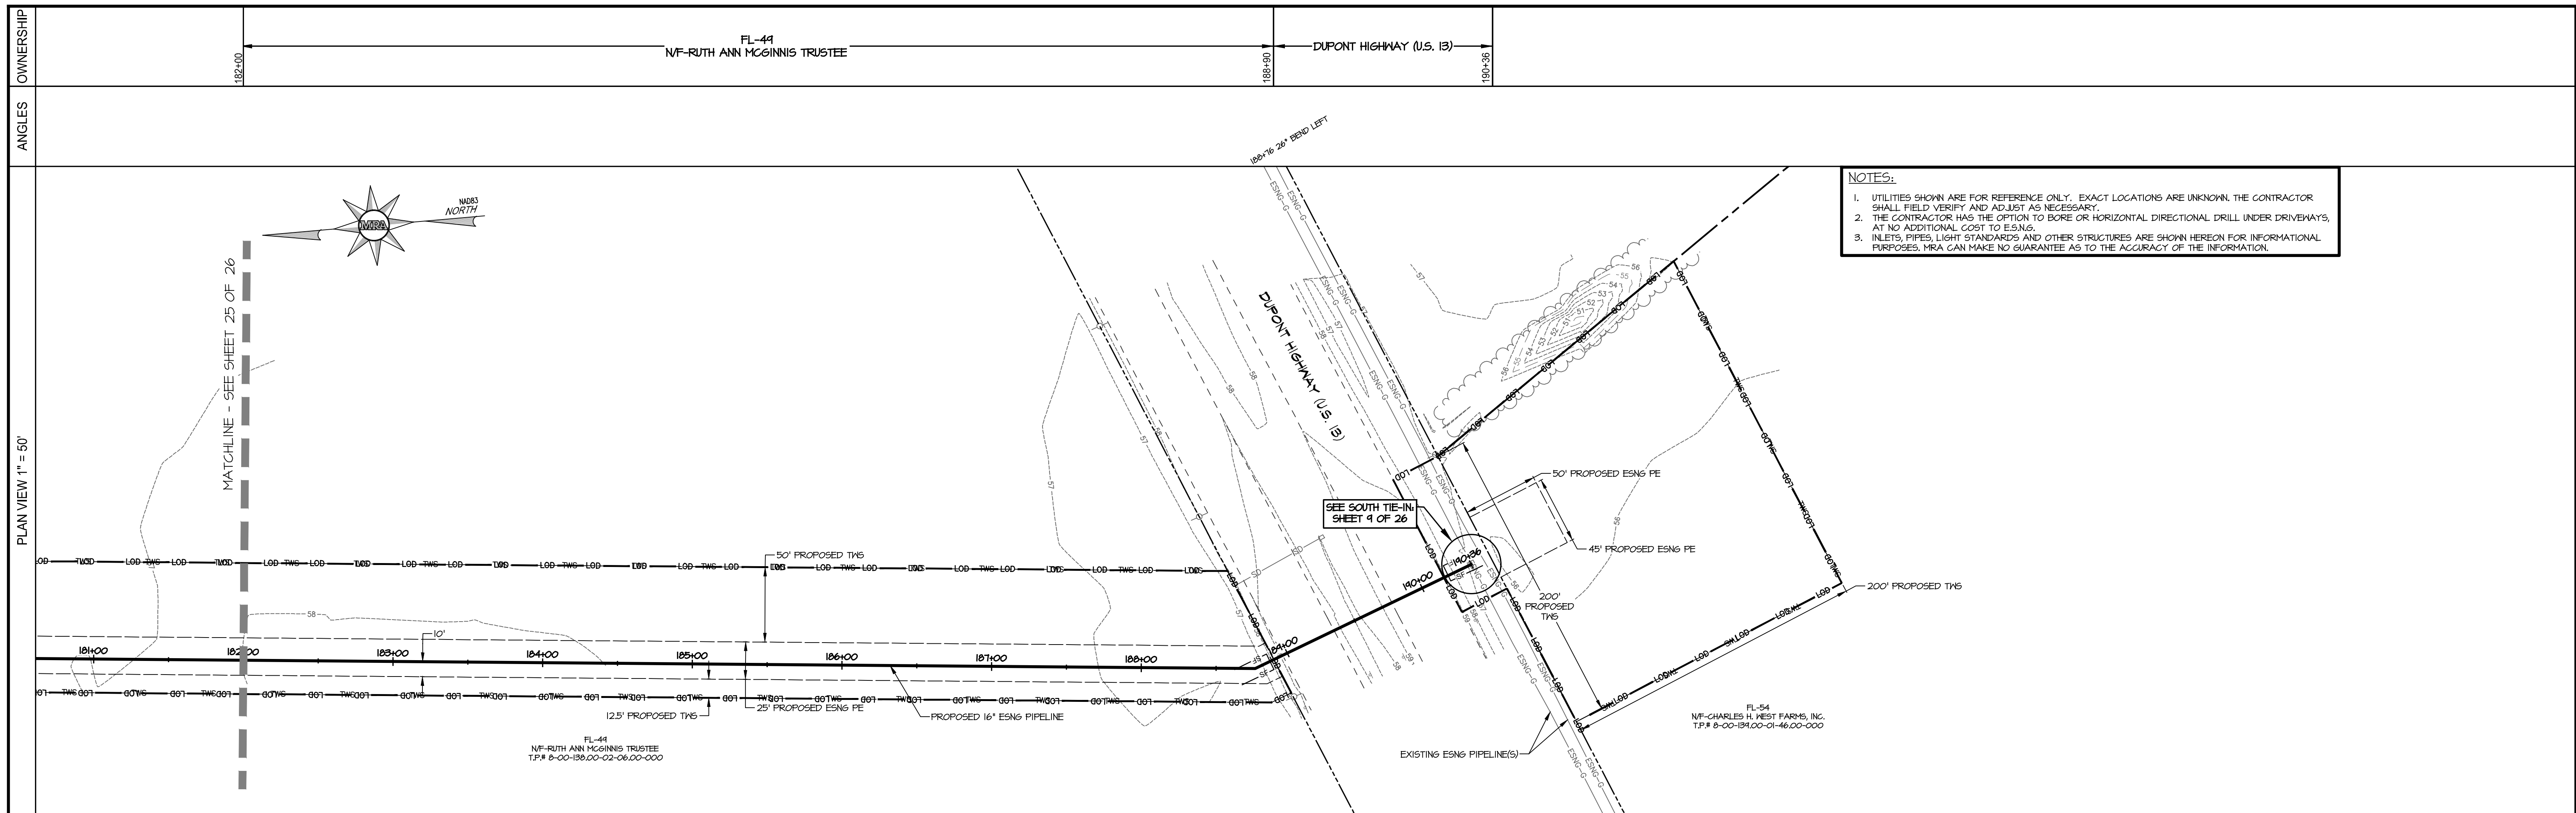 OWNERSHIP
182+00
FL-49
N/F-RUTH ANN MCGINNIS TRUSTEE
188+90
DUPONT HIGHWAY (U.S. 13)
190+36
ANGLES
188+76 26° BEND LEFT
PLAN VIEW 1" = 50'
NAD83
NORTH
MRA
MATCHLINE - SEE SHEET 25 OF 26
NOTES:
1. UTILITIES SHOWN ARE FOR REFERENCE ONLY. EXACT LOCATIONS ARE UNKNOWN. THE CONTRACTOR
SHALL FIELD VERIFY AND ADJUST AS NECESSARY.
2. THE CONTRACTOR HAS THE OPTION TO BORE OR HORIZONTAL DIRECTIONAL DRILL UNDER DRIVEWAYS,
AT NO ADDITIONAL COST TO E.S.N.G.
3. INLETS, PIPES, LIGHT STANDARDS AND OTHER STRUCTURES ARE SHOWN HEREON FOR INFORMATIONAL
PURPOSES. MRA CAN MAKE NO GUARANTEE AS TO THE ACCURACY OF THE INFORMATION.
DUPONT HIGHWAY (U.S. 13)
SEE SOUTH TIE-IN:
SHEET 9 OF 26
50' PROPOSED ESNG PE
45' PROPOSED ESNG PE
200' PROPOSED TWS
200'
PROPOSED
TWS
50' PROPOSED TWS
10'
181+00
182+00
183+00
184+00
185+00
186+00
187+00
188+00
189+00
190+00
190+36
12.5' PROPOSED TWS
25' PROPOSED ESNG PE
PROPOSED 16" ESNG PIPELINE
FL-49
N/F-RUTH ANN MCGINNIS TRUSTEE
T.P.# 8-00-138.00-02-06.00-000
EXISTING ESNG PIPELINE(S)
FL-54
N/F-CHARLES H. WEST FARMS, INC.
T.P.# 8-00-139.00-01-46.00-000